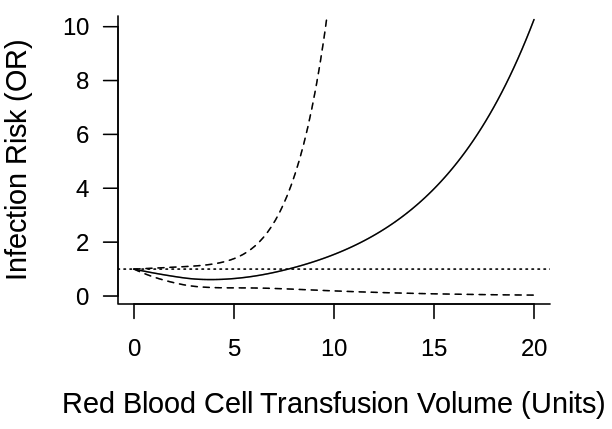 Infection Risk (OR)
10
8
6
4
2
0
0 5 10 15 20
Red Blood Cell Transfusion Volume (Units)